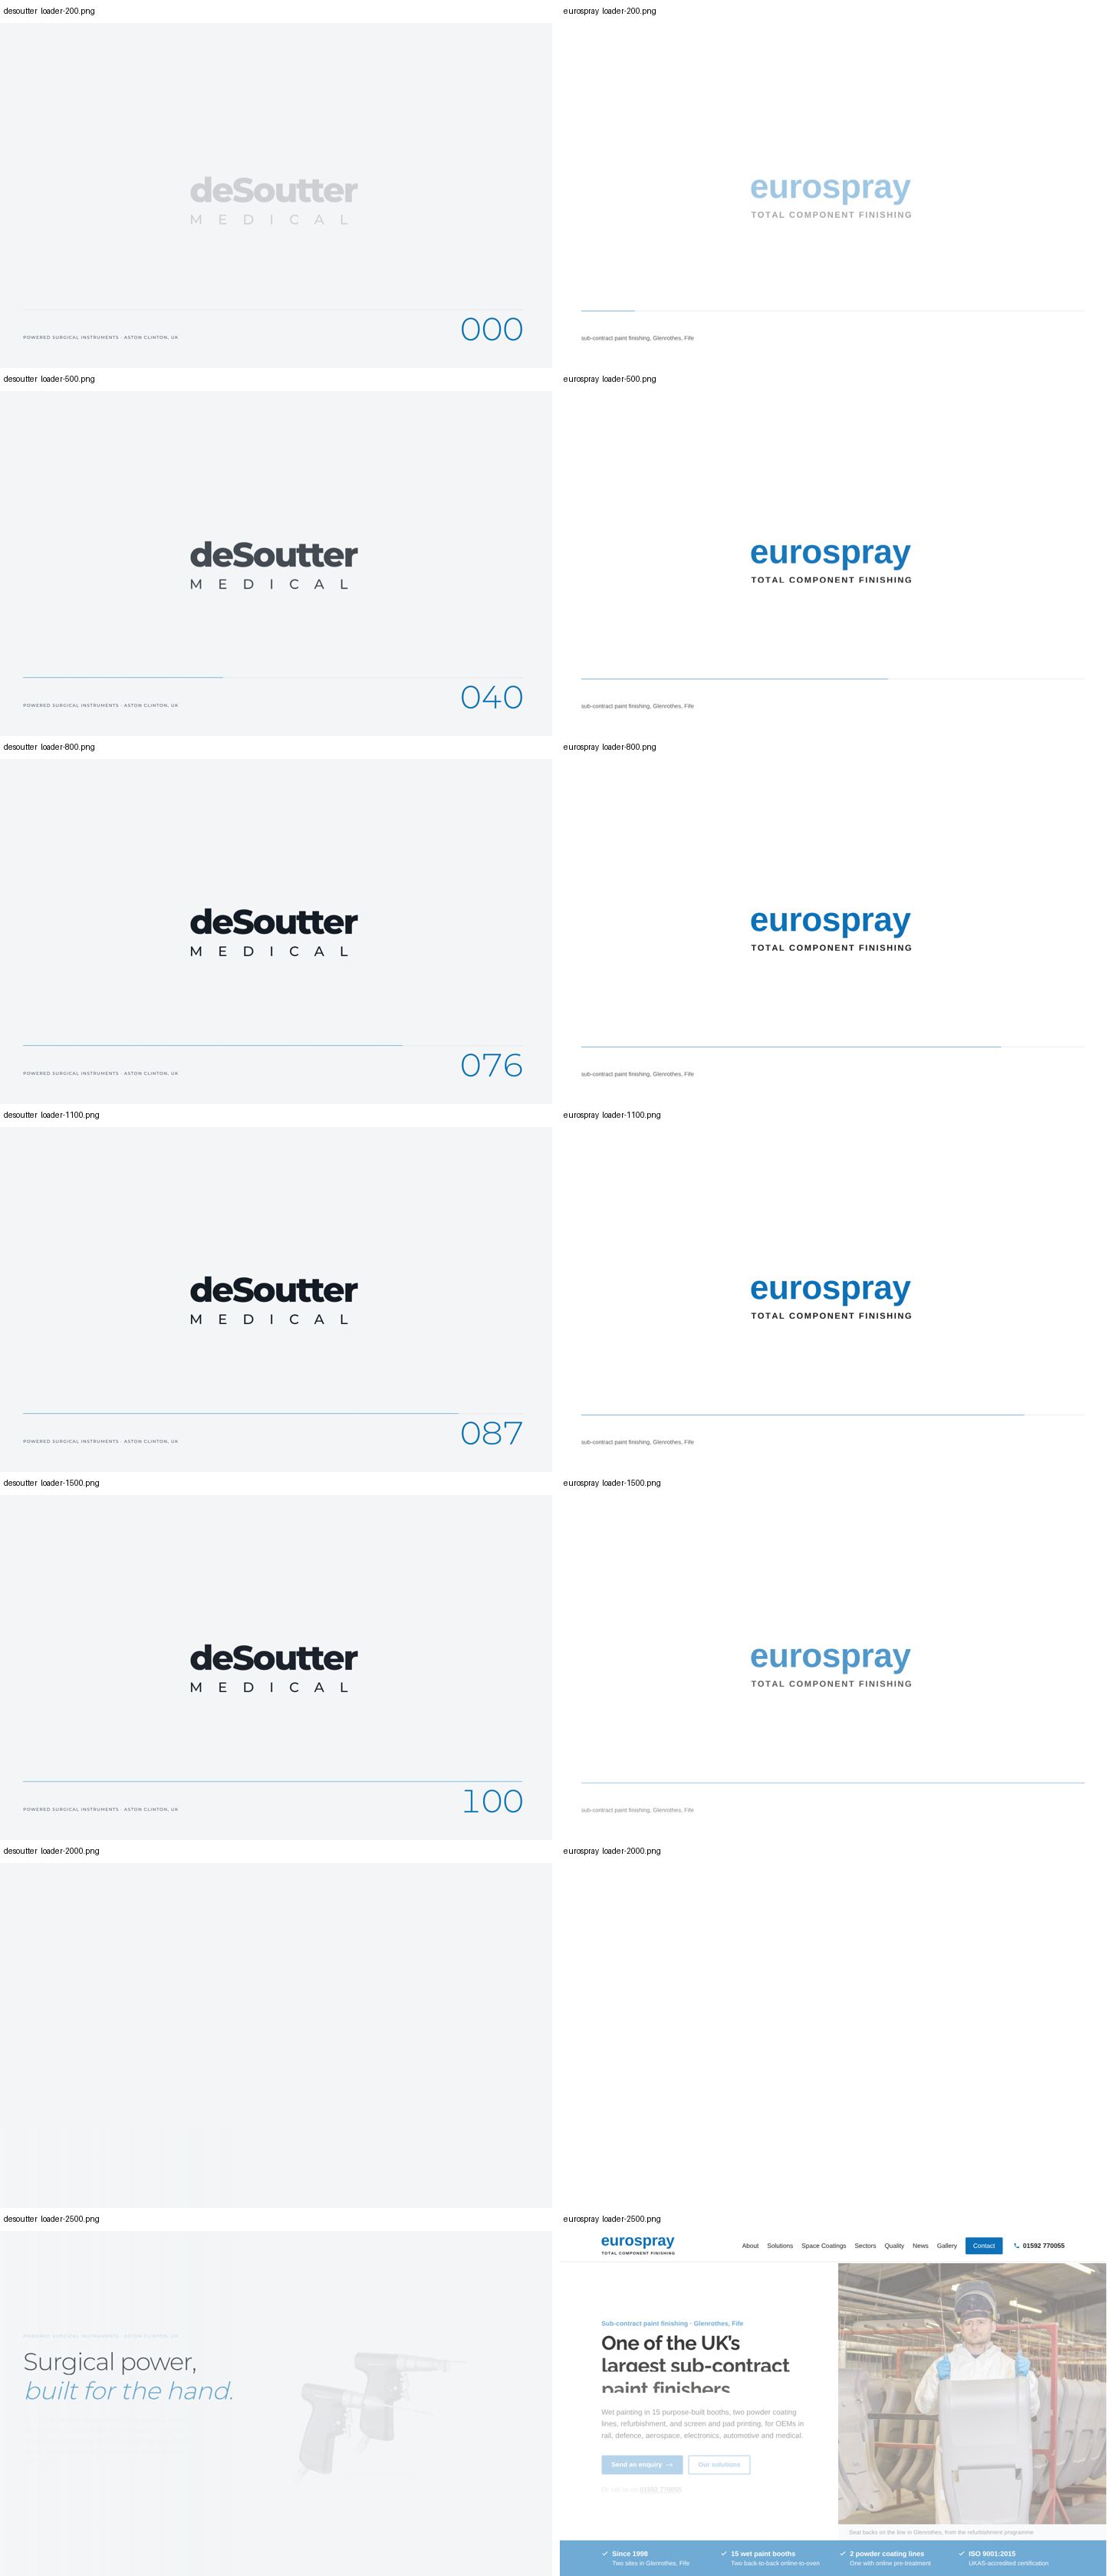 desoutter loader-200.png
deSoutter
MEDICAL
POWERED SURGICAL INSTRUMENTS · ASTON CLINTON, UK
000
eurospray loader-200.png
eurospray
TOTAL COMPONENT FINISHING
sub-contract paint finishing, Glenrothes, Fife
desoutter loader-500.png
deSoutter
MEDICAL
POWERED SURGICAL INSTRUMENTS · ASTON CLINTON, UK
040
eurospray loader-500.png
eurospray
TOTAL COMPONENT FINISHING
sub-contract paint finishing, Glenrothes, Fife
desoutter loader-800.png
deSoutter
MEDICAL
POWERED SURGICAL INSTRUMENTS · ASTON CLINTON, UK
076
eurospray loader-800.png
eurospray
TOTAL COMPONENT FINISHING
sub-contract paint finishing, Glenrothes, Fife
desoutter loader-1100.png
deSoutter
MEDICAL
POWERED SURGICAL INSTRUMENTS · ASTON CLINTON, UK
087
eurospray loader-1100.png
eurospray
TOTAL COMPONENT FINISHING
sub-contract paint finishing, Glenrothes, Fife
desoutter loader-1500.png
deSoutter
MEDICAL
POWERED SURGICAL INSTRUMENTS · ASTON CLINTON, UK
100
eurospray loader-1500.png
eurospray
TOTAL COMPONENT FINISHING
sub-contract paint finishing, Glenrothes, Fife
desoutter loader-2000.png
eurospray loader-2000.png
desoutter loader-2500.png
POWERED SURGICAL INSTRUMENTS · ASTON CLINTON, UK
Surgical power,
built for the hand.
eurospray loader-2500.png
eurospray
TOTAL COMPONENT FINISHING
About Solutions Space Coatings Sectors Quality News Gallery Contact 01592 770055
Sub-contract paint finishing · Glenrothes, Fife
One of the UK's
largest sub-contract
paint finishers
Wet painting in 15 purpose-built booths, two powder coating
lines, refurbishment, and screen and pad printing, for OEMs in
rail, defence, aerospace, electronics, automotive and medical.
Send an enquiry → Our solutions
01592 770055
Seat backs on the line in Glenrothes, from the refurbishment programme
Since 1998
Two sites in Glenrothes, Fife
15 wet paint booths
Two back-to-back online-to-oven
2 powder coating lines
One with online pre-treatment
ISO 9001:2015
UKAS-accredited certification